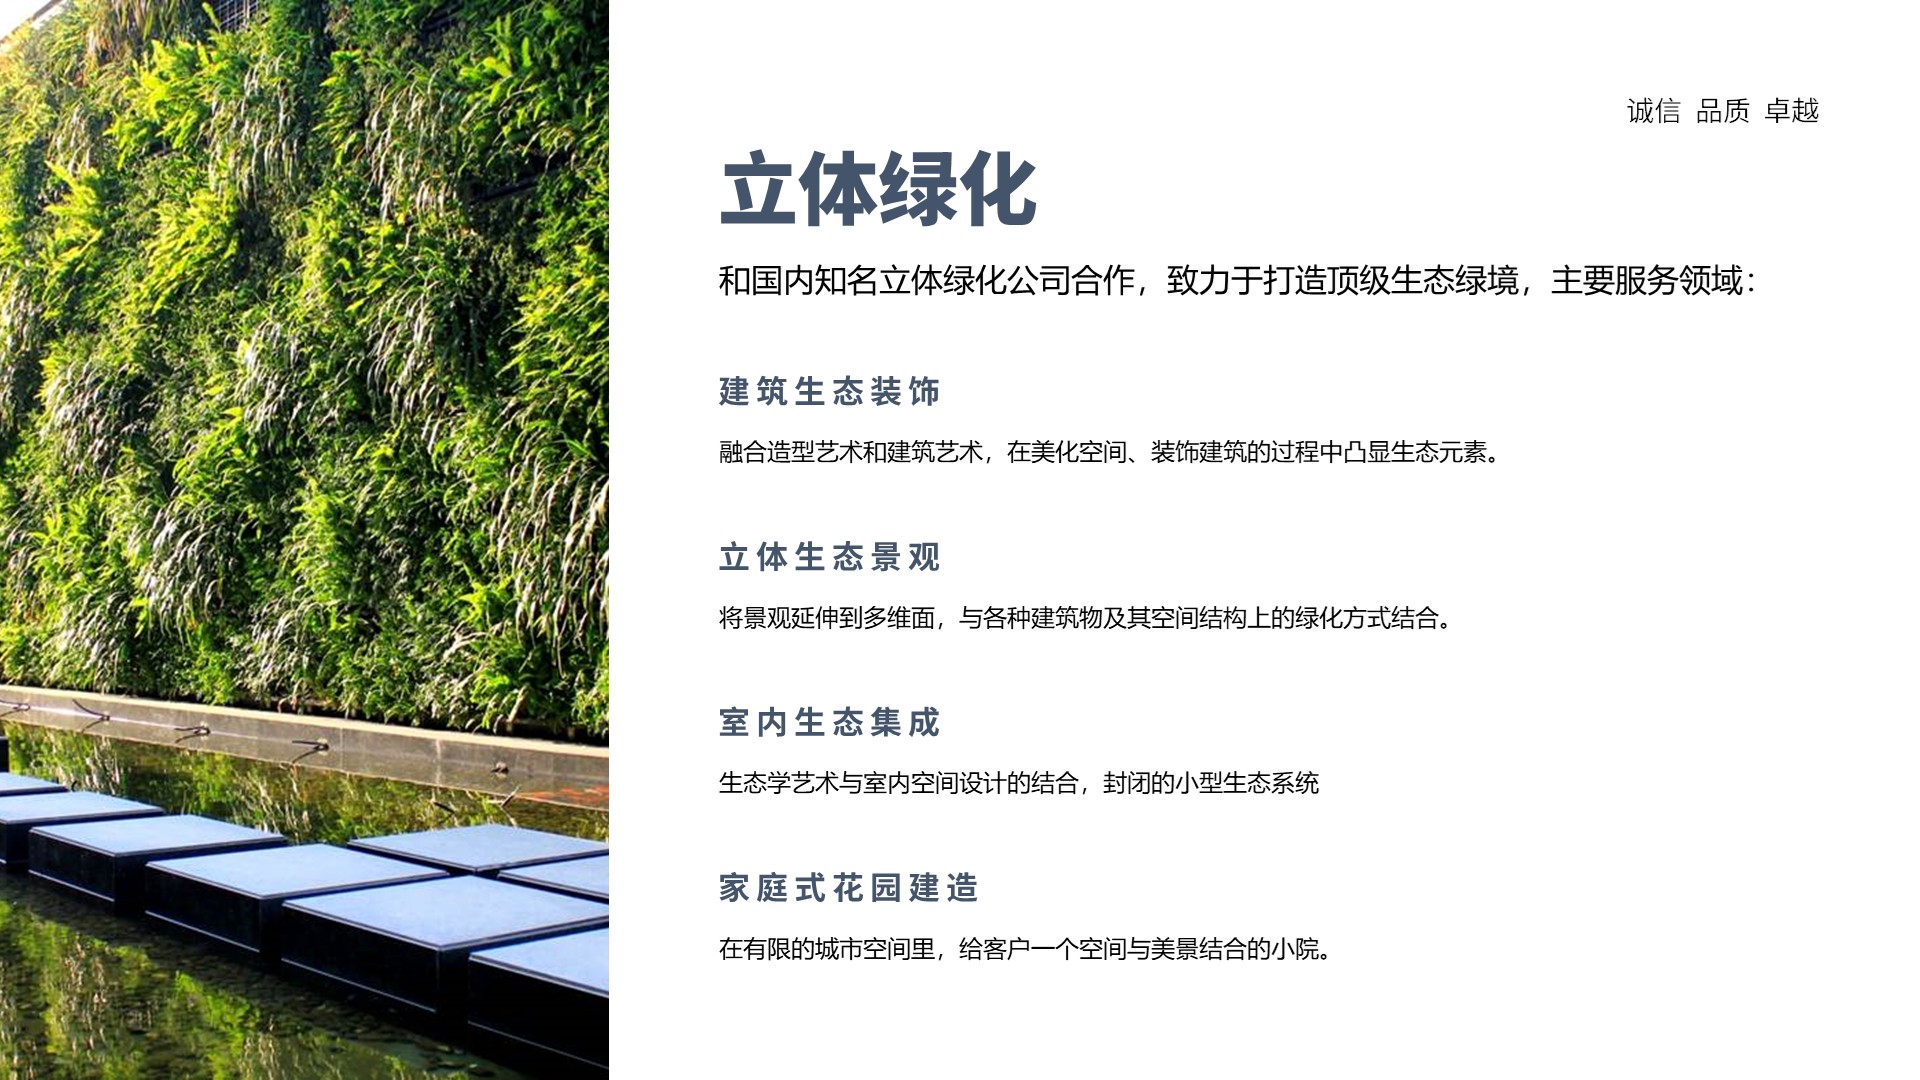 诚信 品质 卓越
立体绿化
和国内知名立体绿化公司合作，致力于打造顶级生态绿境，主要服务领域：
建筑生态装饰
融合造型艺术和建筑艺术，在美化空间、装饰建筑的过程中凸显生态元素。
立体生态景观
将景观延伸到多维面，与各种建筑物及其空间结构上的绿化方式结合。
室内生态集成
生态学艺术与室内空间设计的结合，封闭的小型生态系统
家庭式花园建造
在有限的城市空间里，给客户一个空间与美景结合的小院。